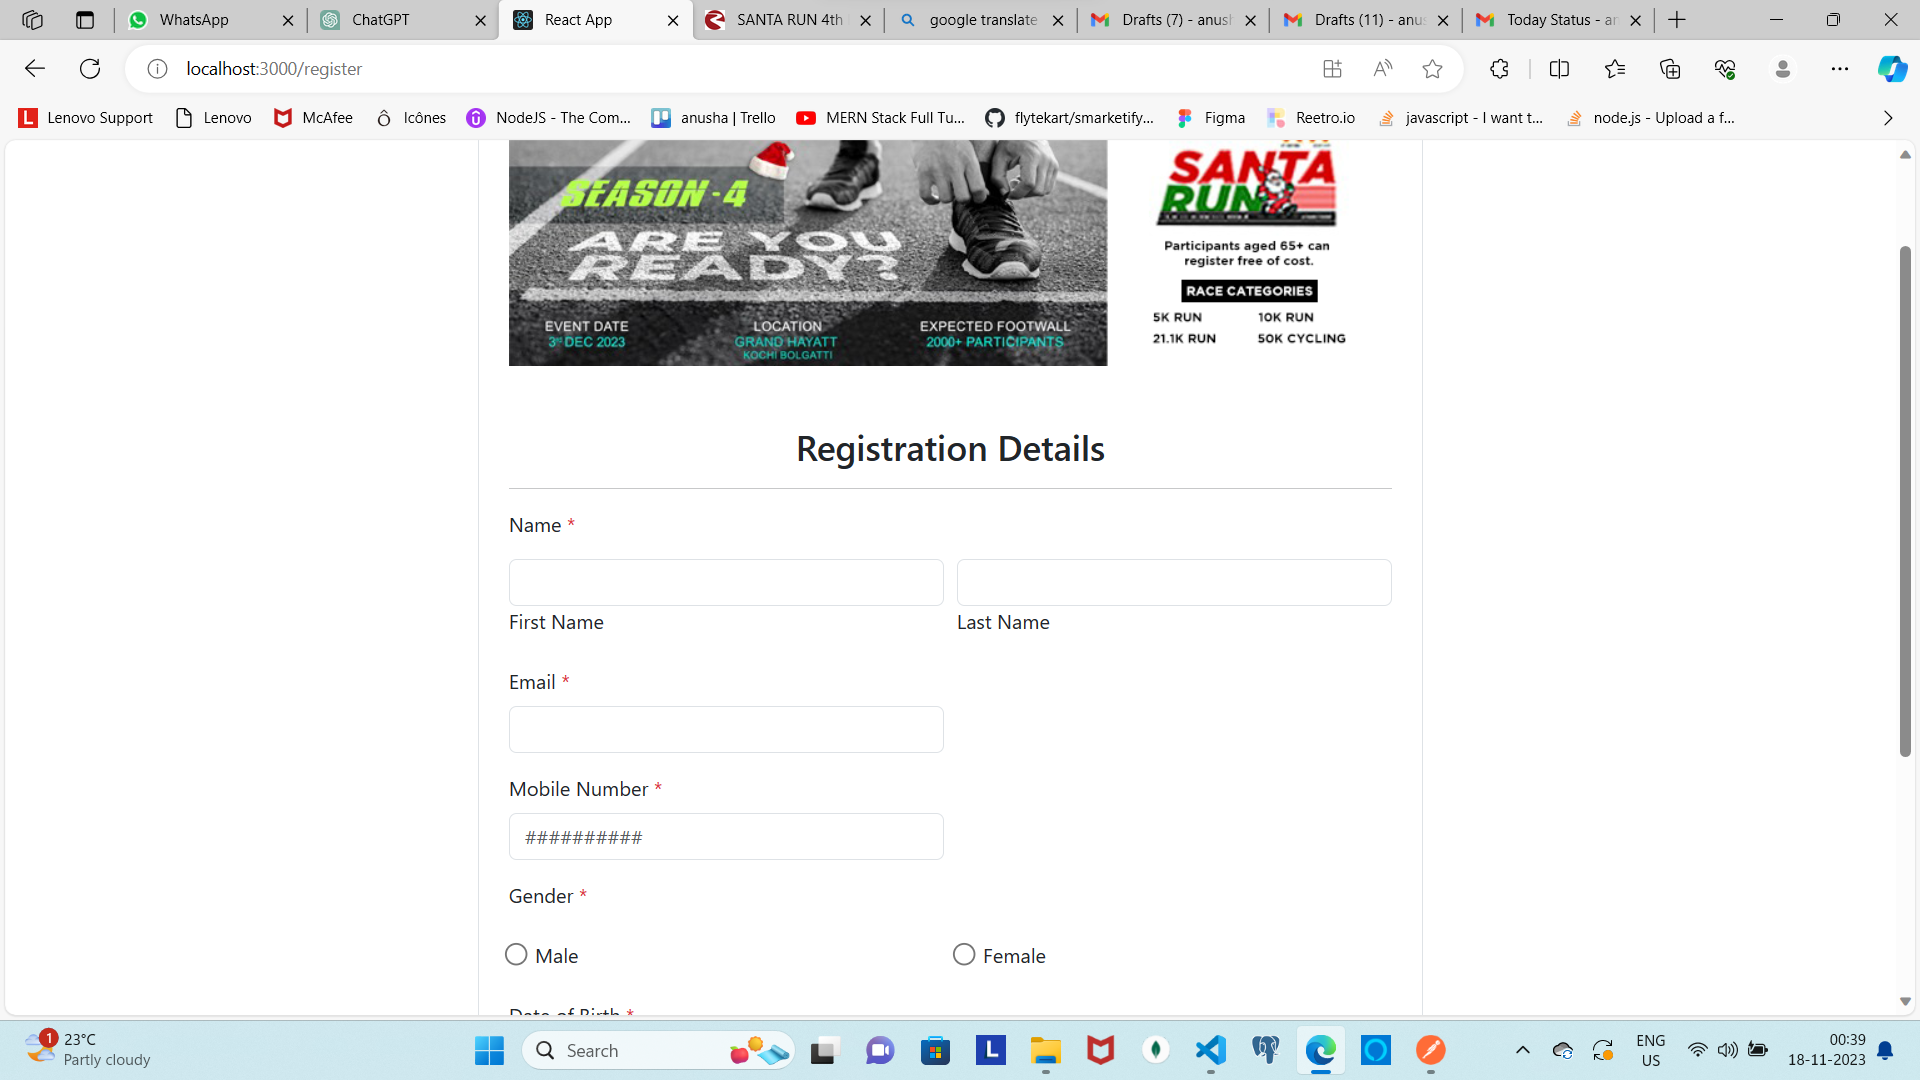 WhatsApp
ChatGPT
React App
SANTA RUN 4th
google translate
Drafts (7) - anush
Drafts (11) - anus
Today Status - an
localhost:3000/register
Lenovo Support
Lenovo
McAfee
Icônes
NodeJS - The Com...
anusha | Trello
MERN Stack Full Tu...
flytekart/smarketify...
Figma
Reetro.io
javascript - I want t...
node.js - Upload a f...
SEASON - 4
ARE YOU
READY?
EVENT DATE
3RD DEC 2023
LOCATION
GRAND HAYATT
KOCHI BOLGATTI
EXPECTED FOOTWALL
2000+ PARTICIPANTS
SANTA
RUN
Participants aged 65+ can
register free of cost.
RACE CATEGORIES
5K RUN 10K RUN
21.1K RUN 50K CYCLING
Registration Details
Name *
First Name
Last Name
Email *
Mobile Number *
##########
Gender *
Male
Female
Date of Birth *
1
23°C
Partly cloudy
Search
L
ENG
US
00:39
18-11-2023